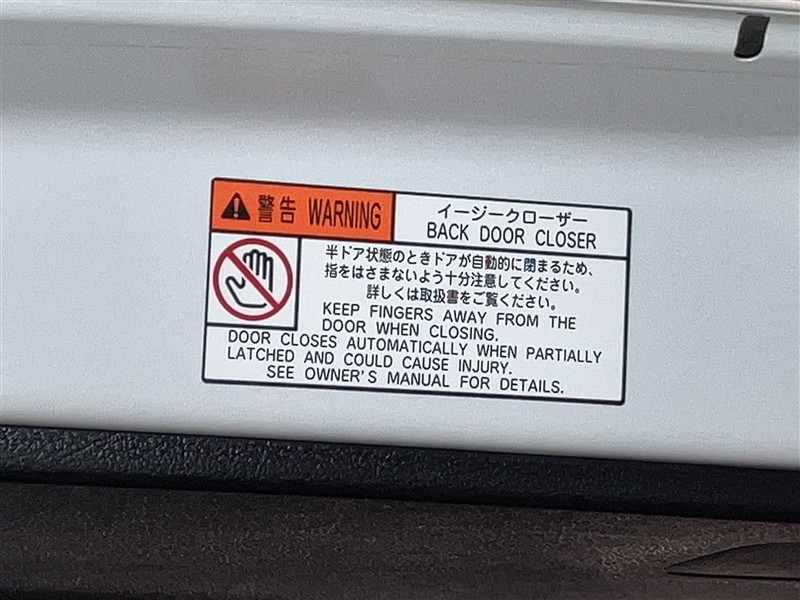 警告 WARNING
イージークローザー
BACK DOOR CLOSER
半ドア状態のときドアが自動的に閉まるため、
指をはさまないよう十分注意してください。
詳しくは取扱書をご覧ください。
KEEP FINGERS AWAY FROM THE
DOOR WHEN CLOSING.
DOOR CLOSES AUTOMATICALLY WHEN PARTIALLY
LATCHED AND COULD CAUSE INJURY.
SEE OWNER'S MANUAL FOR DETAILS.